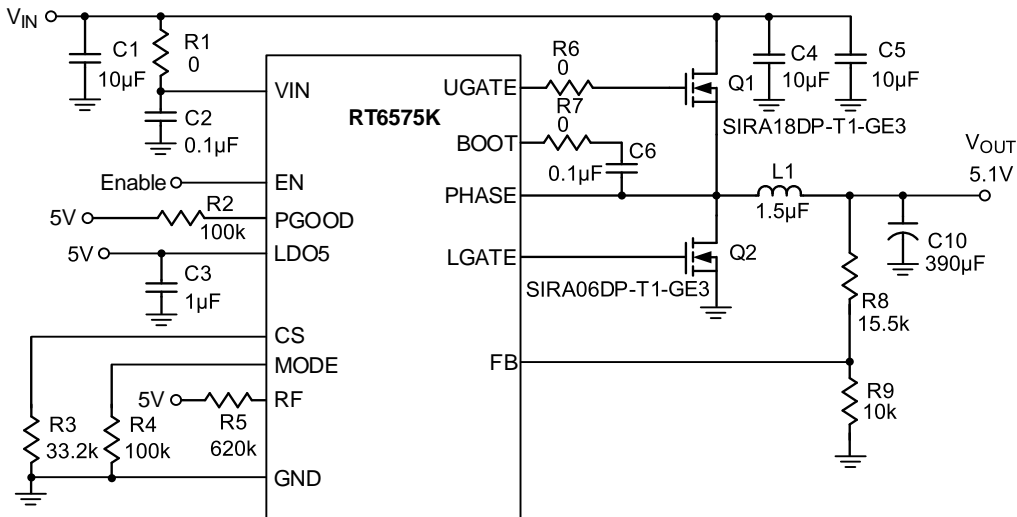 VIN
C1
10µF
R1
0
C2
0.1µF
VIN
RT6575K
UGATE
R6
0
R7
0
Q1
SIRA18DP-T1-GE3
C4
10µF
C5
10µF
BOOT
C6
0.1µF
Enable
EN
PHASE
L1
1.5µF
VOUT
5.1V
5V
R2
100k
PGOOD
5V
LDO5
C3
1µF
LGATE
Q2
SIRA06DP-T1-GE3
C10
390µF
R8
15.5k
CS
MODE
FB
5V
R5
620k
RF
R9
10k
R3
33.2k
R4
100k
GND